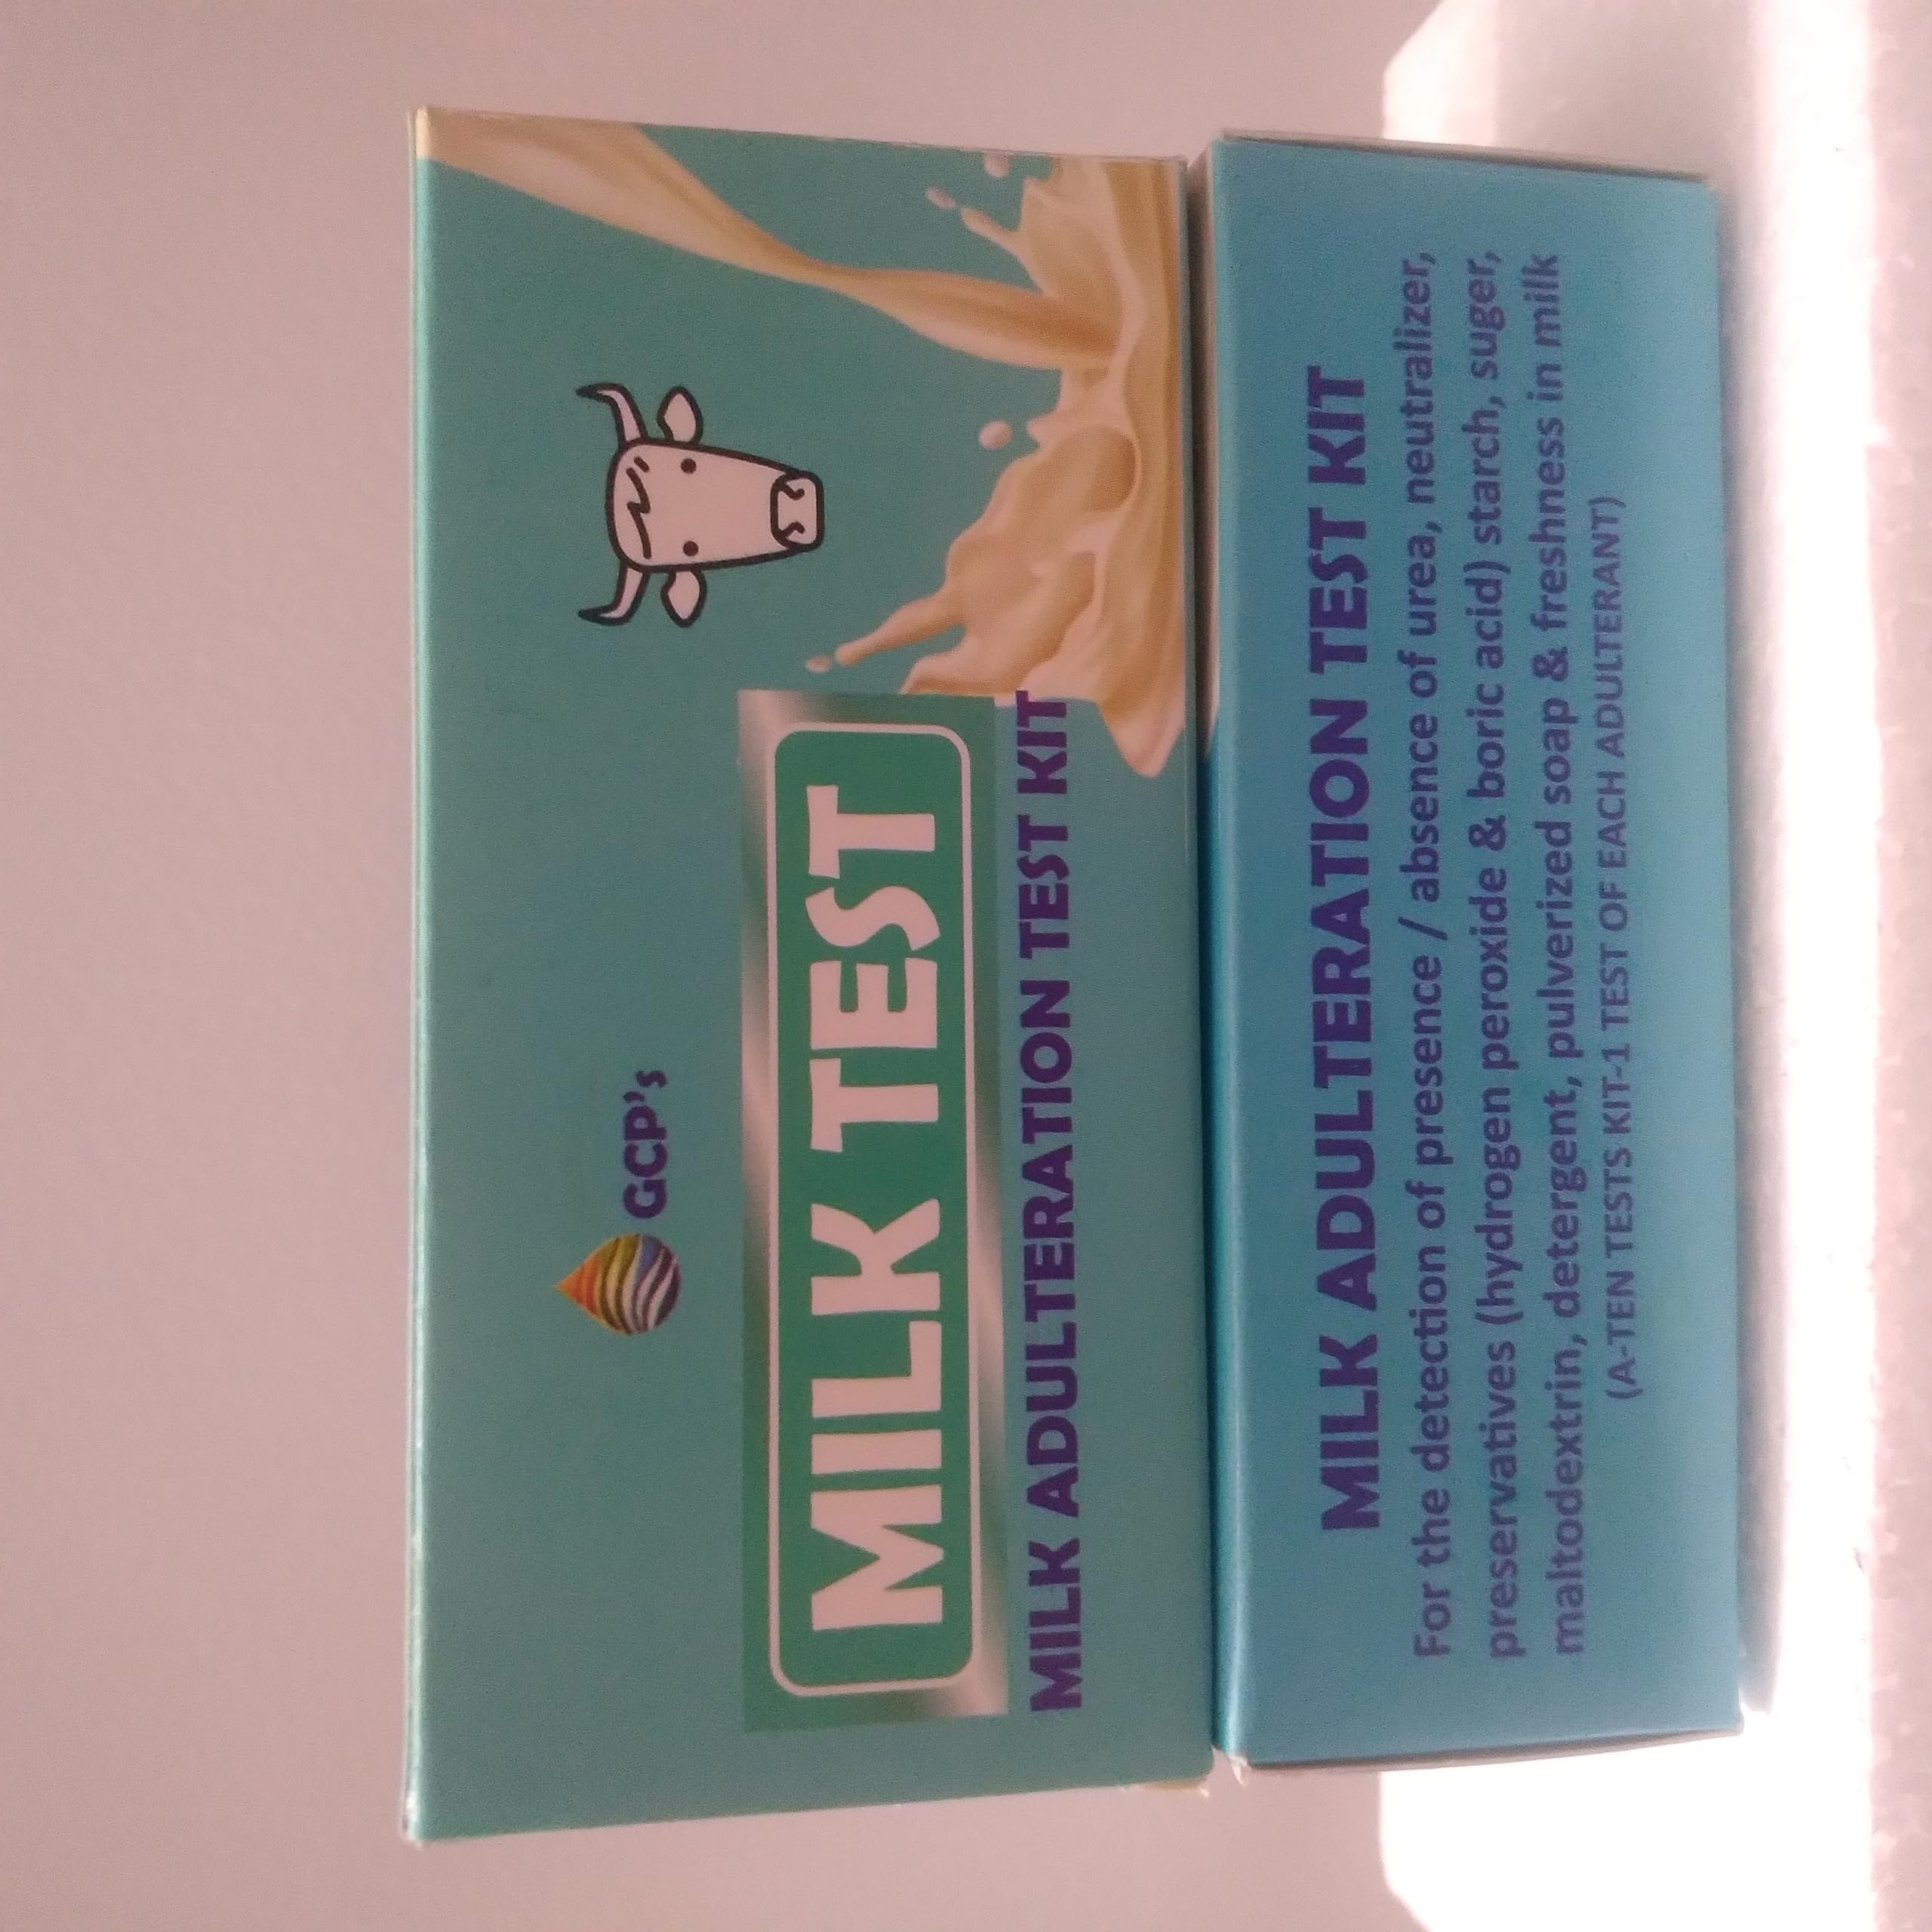 GCP's
MILK TEST
MILK ADULTERATION TEST KIT
MILK ADULTERATION TEST KIT
For the detection of presence / absence of urea, neutralizer,
preservatives (hydrogen peroxide & boric acid) starch, suger,
maltodextrin, detergent, pulverized soap & freshness in milk
(A-TEN TESTS KIT-1 TEST OF EACH ADULTERANT)